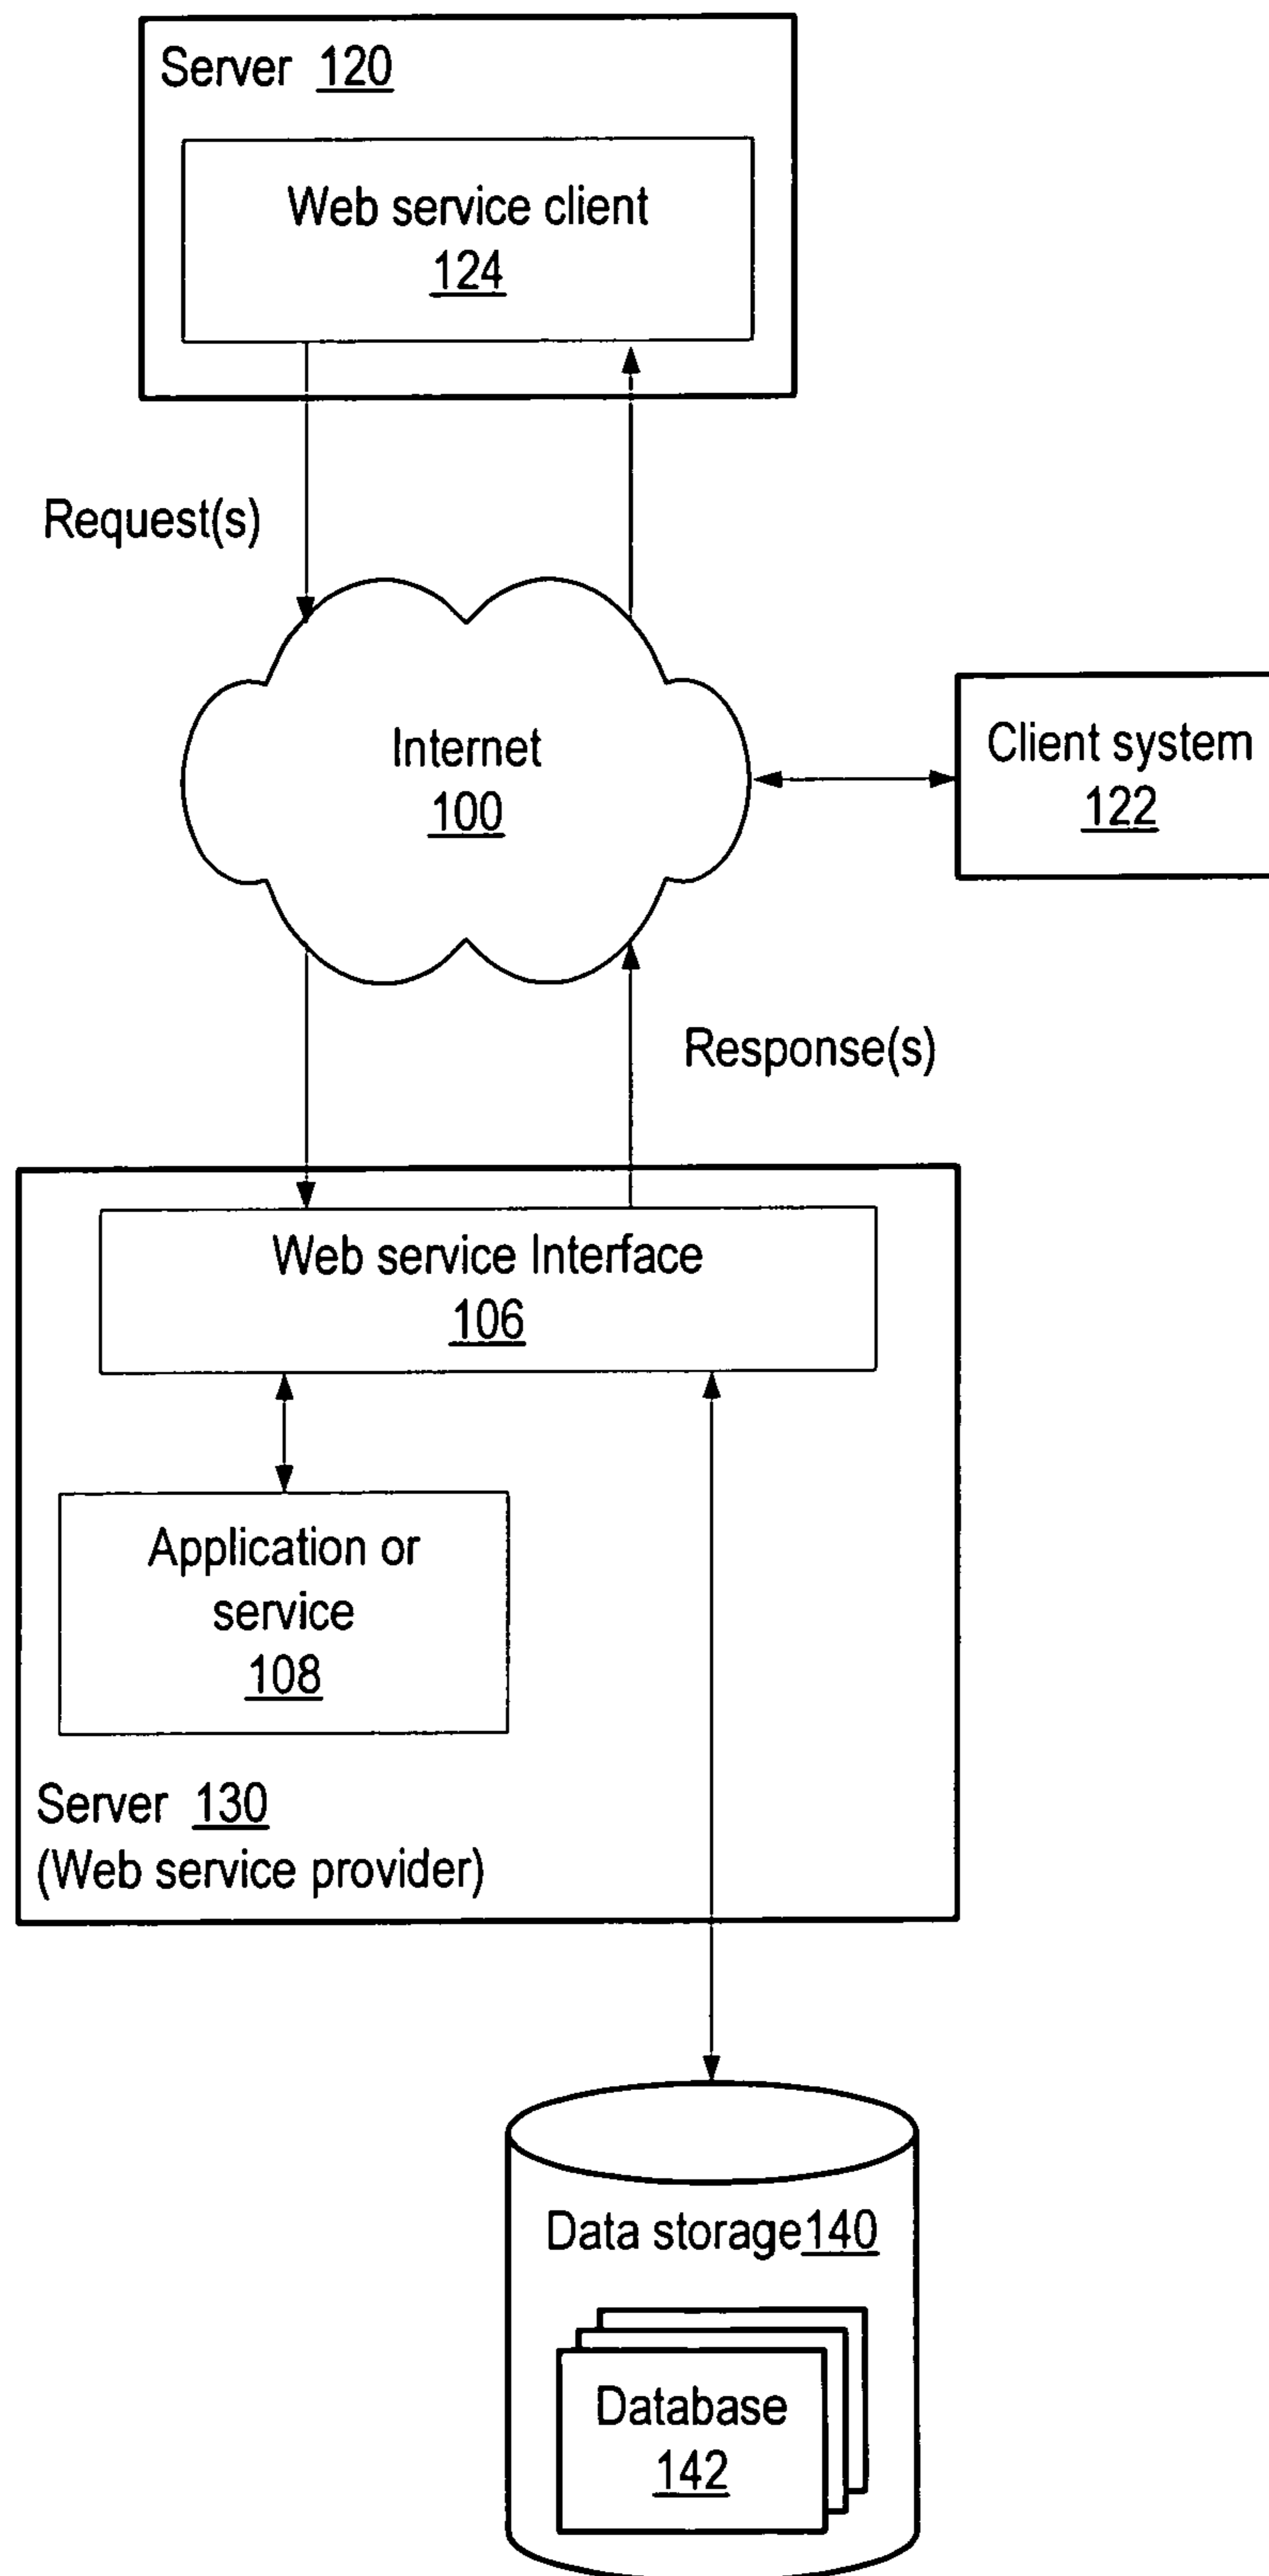 Server 120
Web service client
124
Request(s)
Internet
100
Client system
122
Response(s)
Web service Interface
106
Application or
service
108
Server 130
(Web service provider)
Data storage140
Database
142